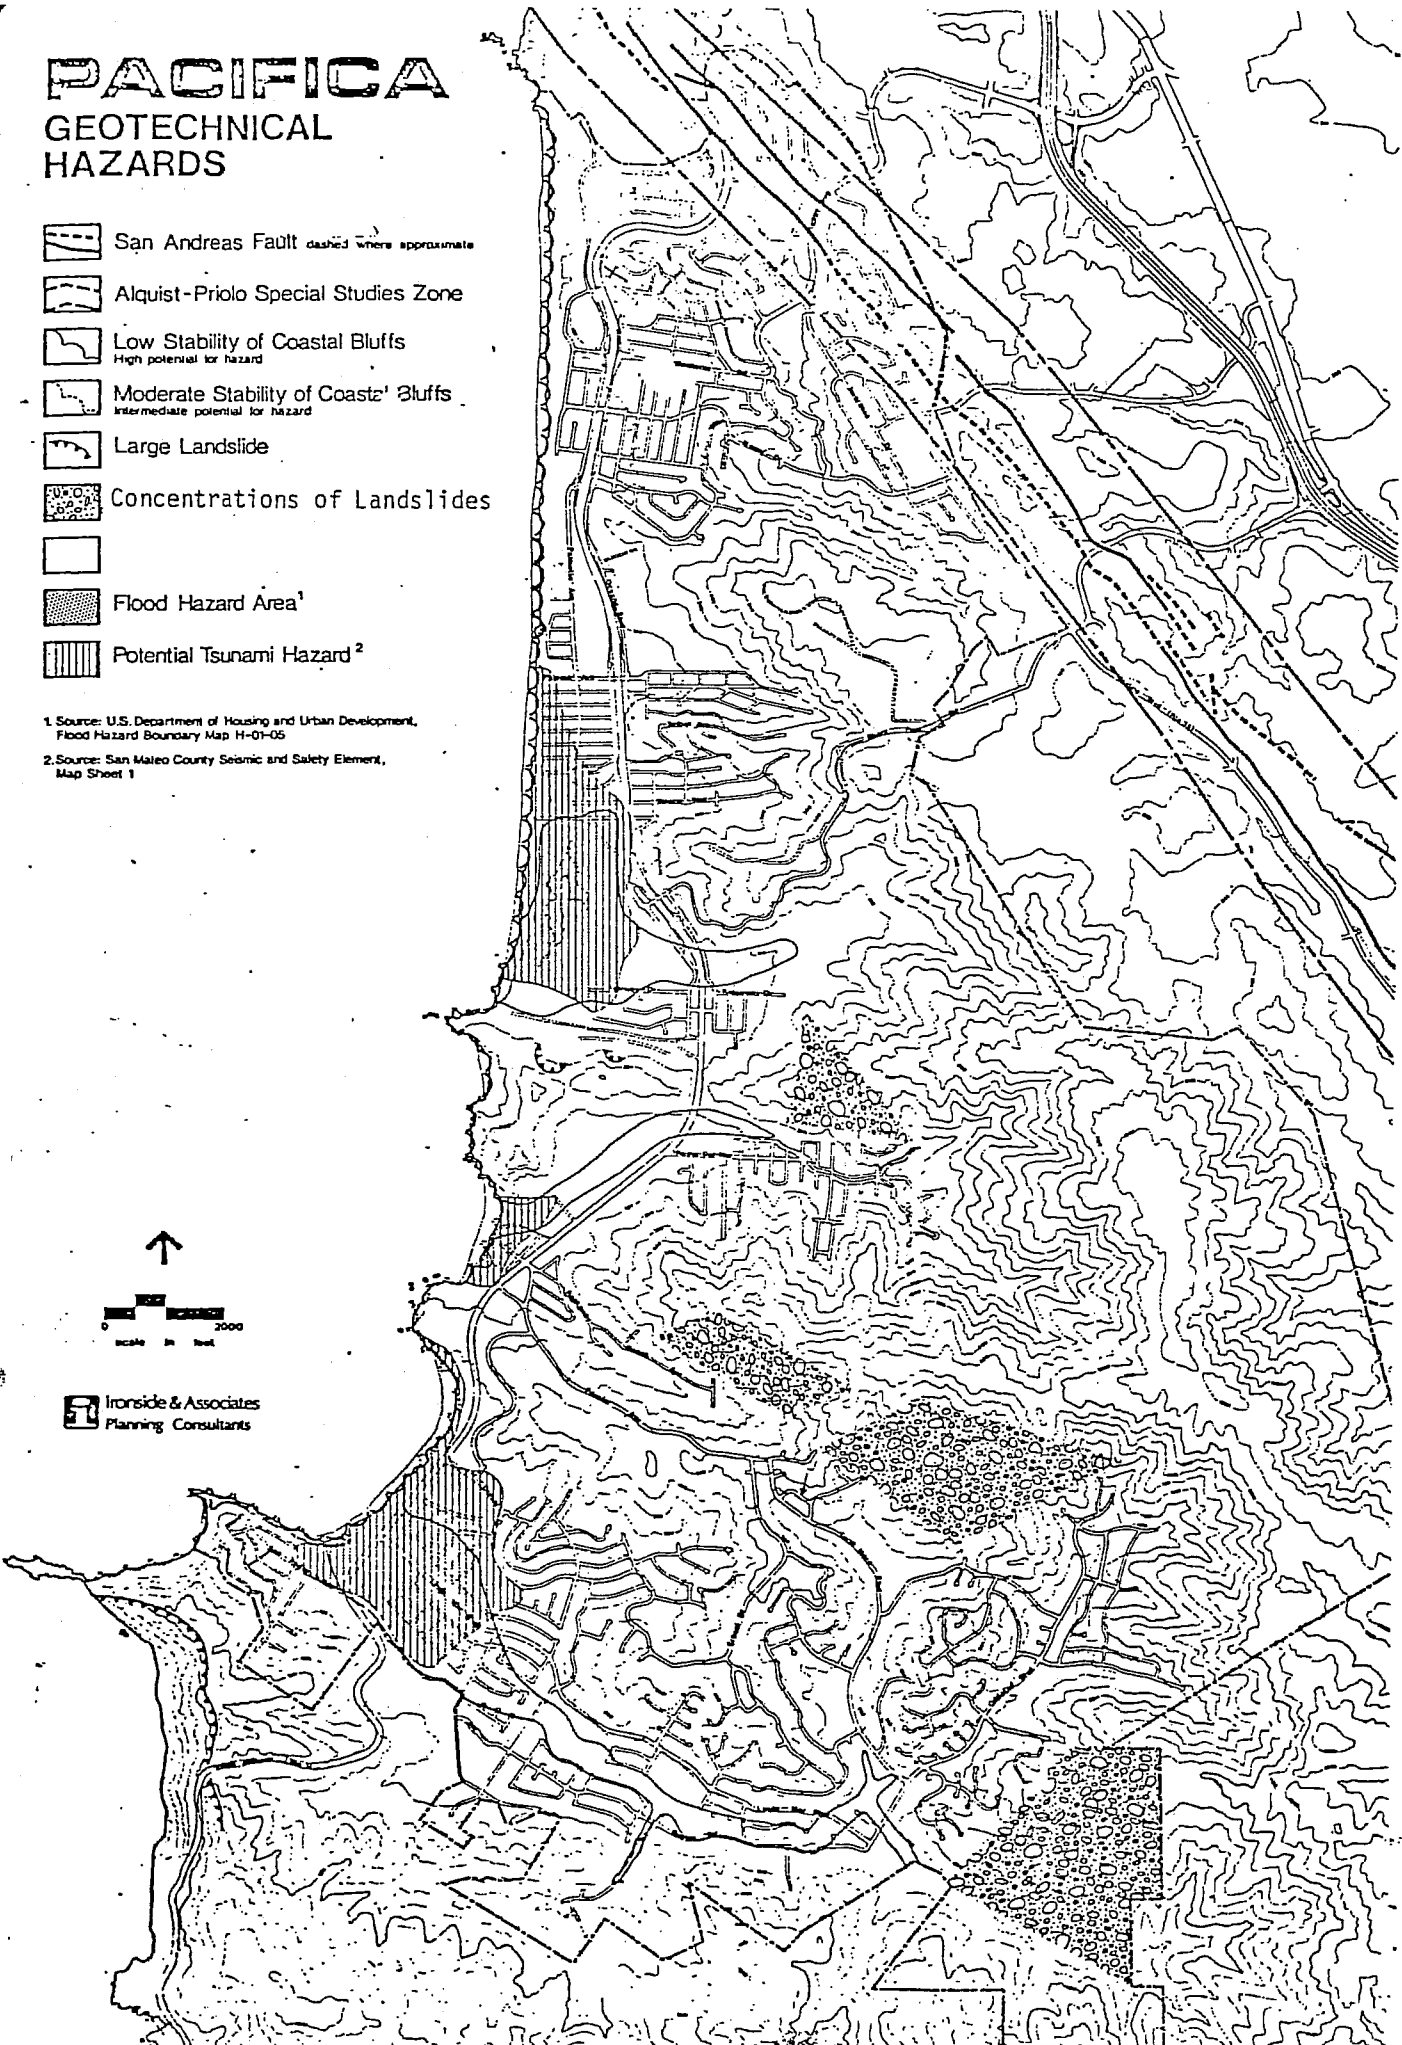 PACIFICA
GEOTECHNICAL
HAZARDS
San Andreas Fault dashed where approximate
Alquist-Priolo Special Studies Zone
Low Stability of Coastal Bluffs
High potential for hazard
Moderate Stability of Coasta' Bluffs
Intermediate potential for hazard
Large Landslide
Concentrations of Landslides
Flood Hazard Area¹
Potential Tsunami Hazard ²
1. Source: U.S. Department of Housing and Urban Development,
Flood Hazard Boundary Map H-01-05
2. Source: San Mateo County Seismic and Safety Element,
Map Sheet 1
0 2000
scale in feet
Ironside & Associates
Planning Consultants